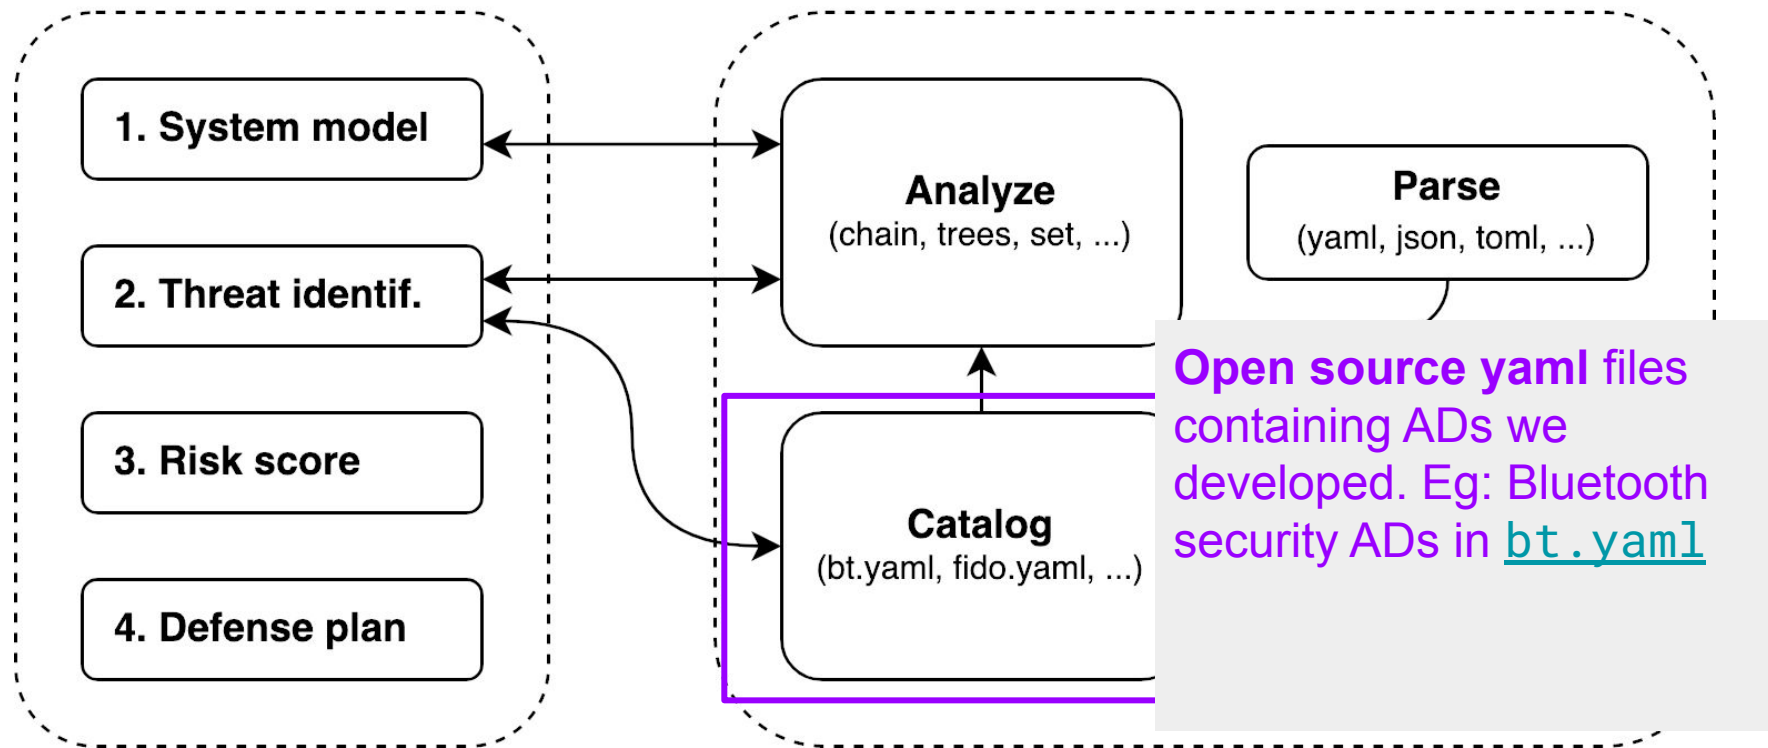 1. System model
2. Threat identif.
3. Risk score
4. Defense plan
Analyze
(chain, trees, set, ...)
Parse
(yaml, json, toml, ...)
Catalog
(bt.yaml, fido.yaml, ...)
Open source yaml files
containing ADs we
developed. Eg: Bluetooth
security ADs in bt.yaml